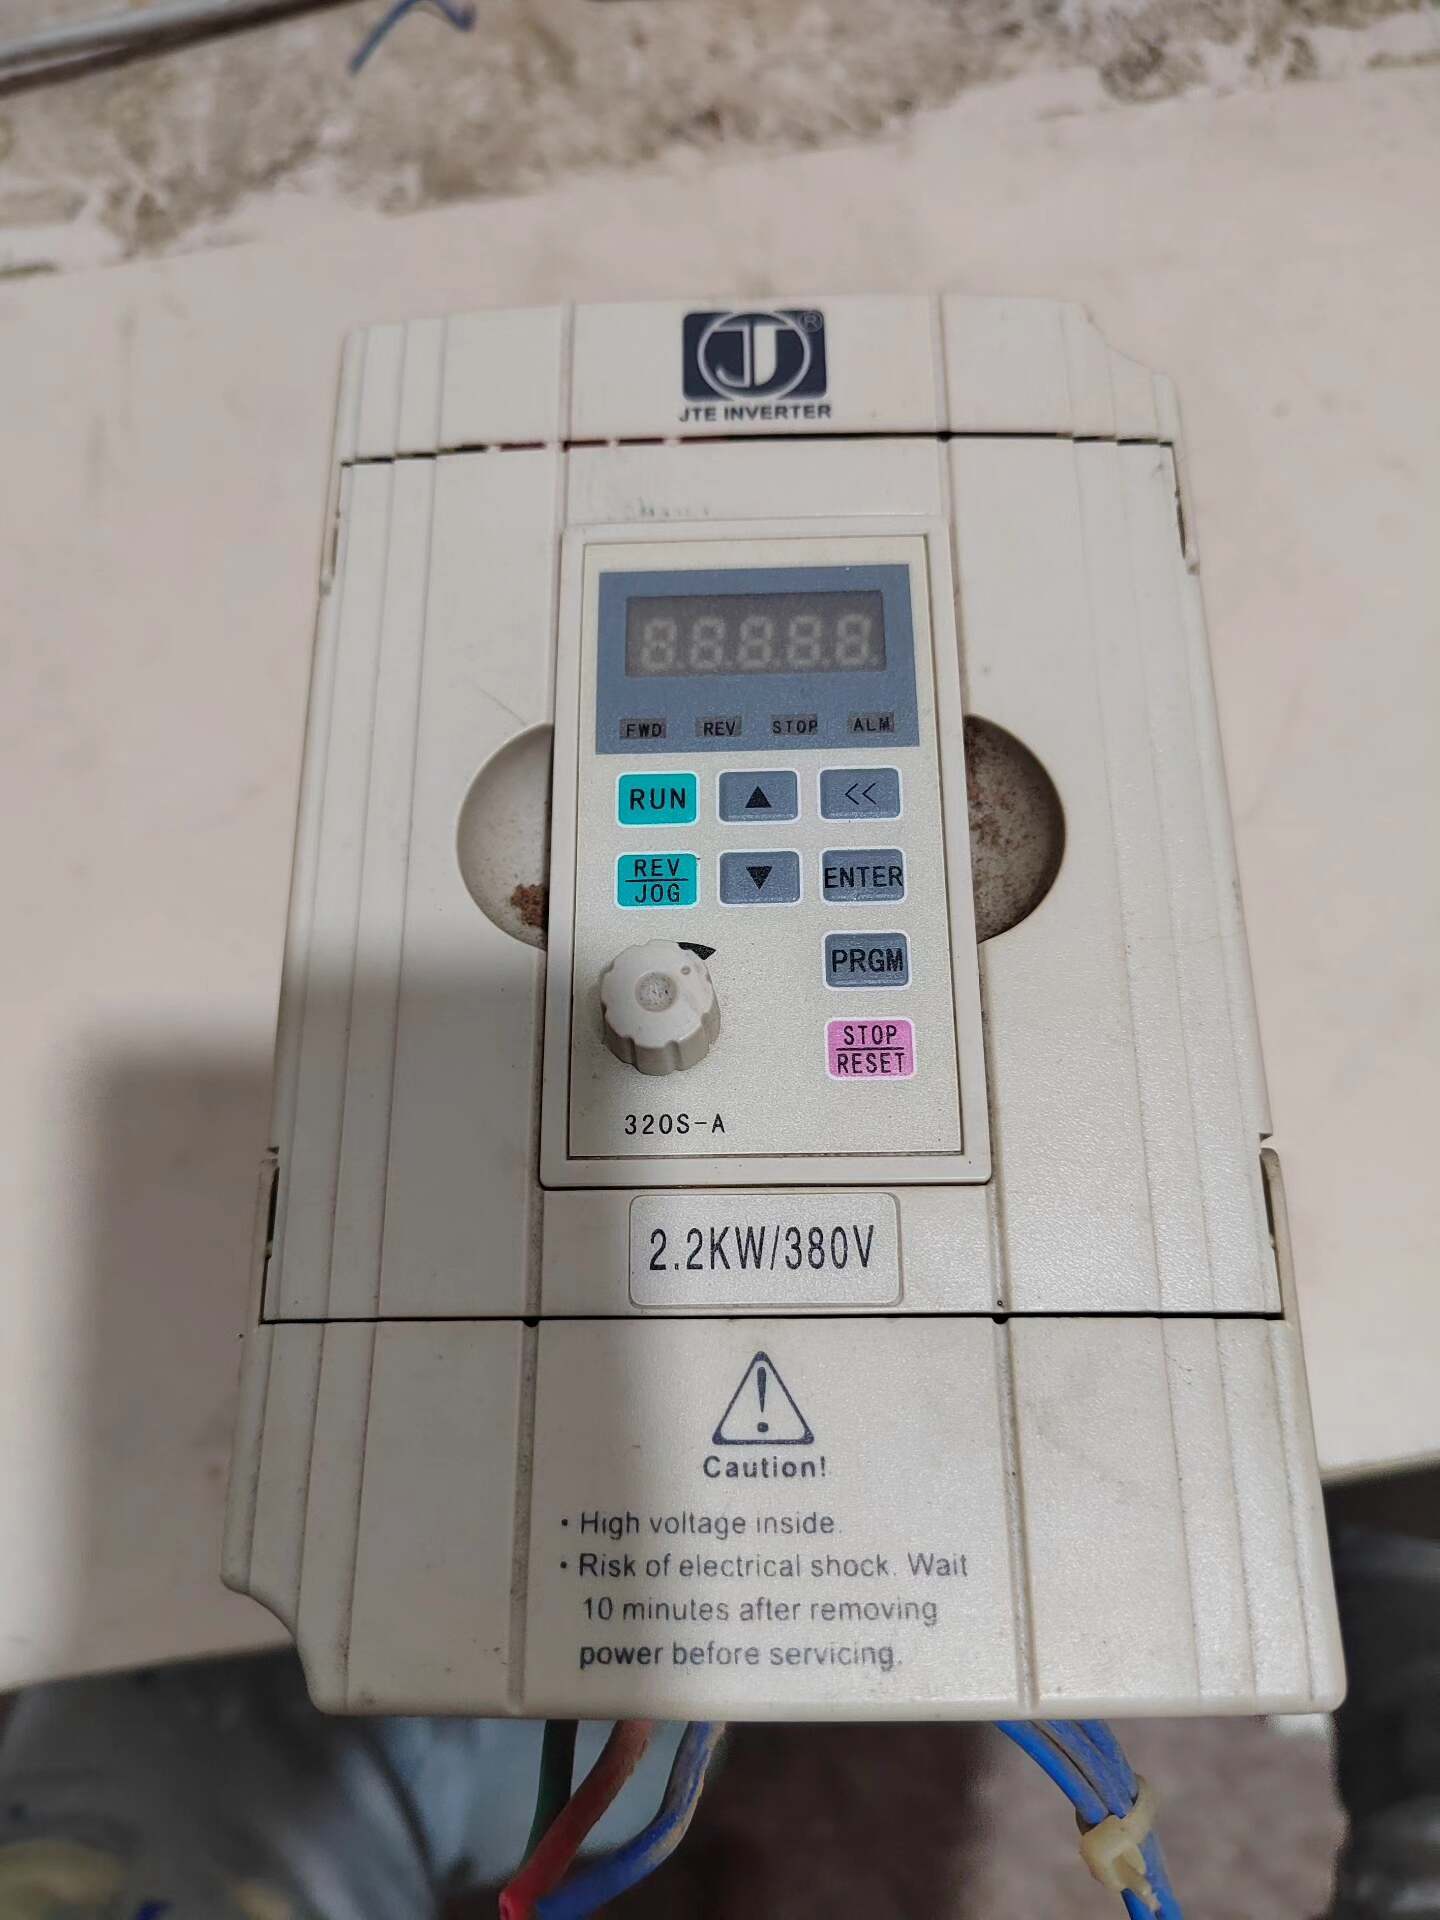 J®
JTE INVERTER
8.8.8.8.8.
FWD REV STOP ALM
RUN ▲ <<
REV/JOG ▼ ENTER
PRGM
STOP/RESET
320S-A
2.2KW/380V
Caution!
• High voltage inside.
• Risk of electrical shock. Wait
10 minutes after removing
power before servicing.